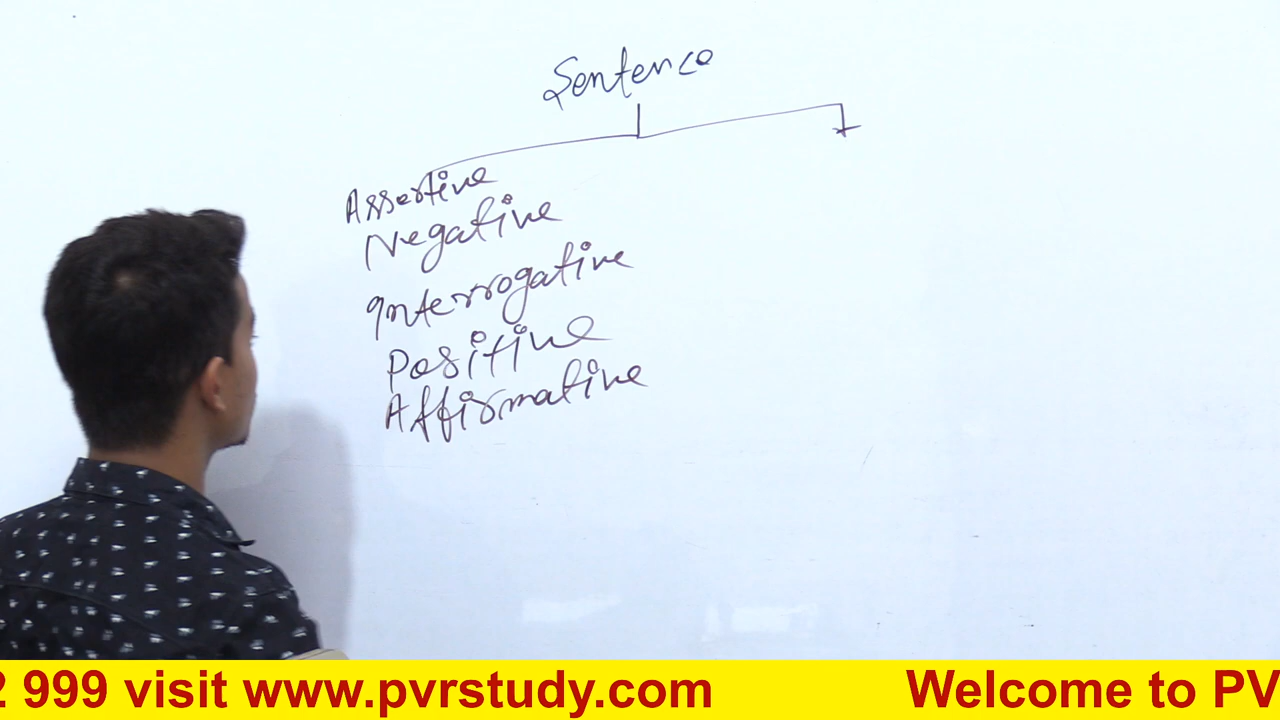 Sentence
Assertive
Negative
Interrogative
Positive
Affirmative
2 999 visit www.pvrstudy.com Welcome to PV